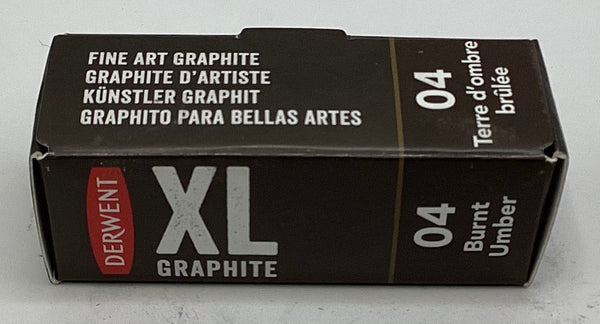 FINE ART GRAPHITE
GRAPHITE D'ARTISTE
KÜNSTLER GRAPHIT
GRAPHITO PARA BELLAS ARTES
04
Terre d'ombre
brûlée
DERWENT
XL
GRAPHITE
04
Burnt
Umber